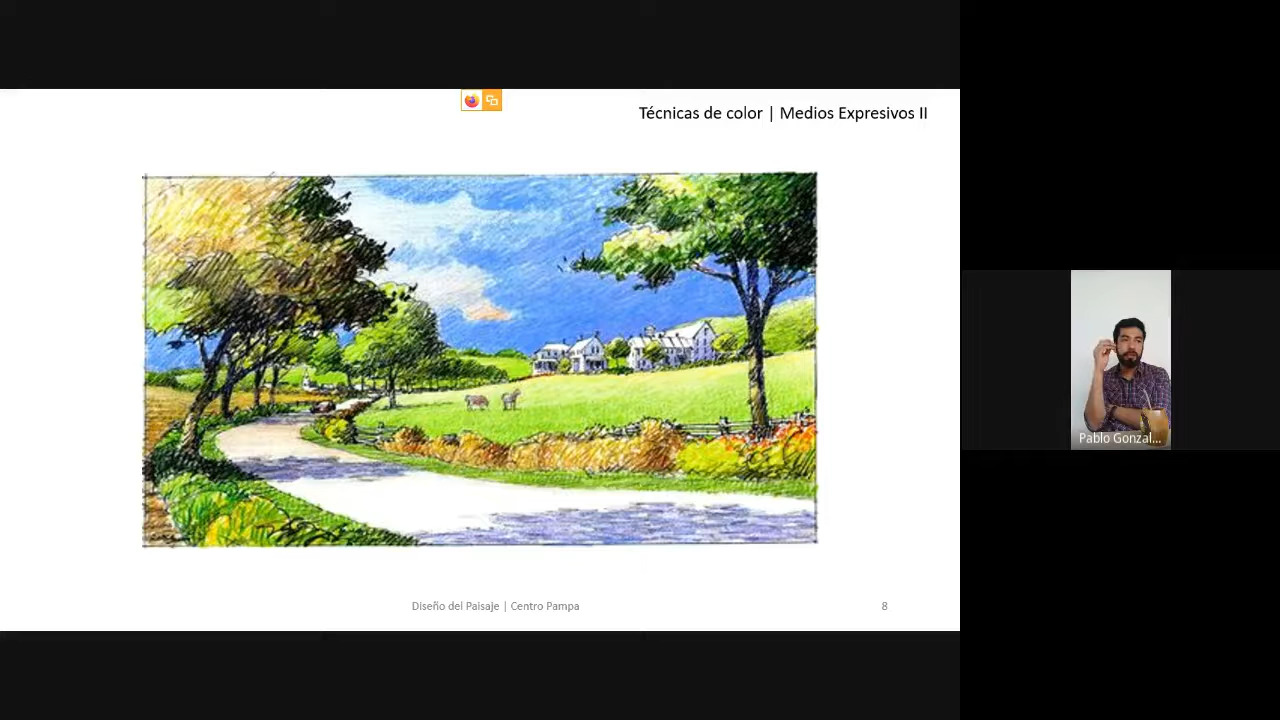 Técnicas de color | Medios Expresivos II
Pablo Gonzal...
Diseño del Paisaje | Centro Pampa
8